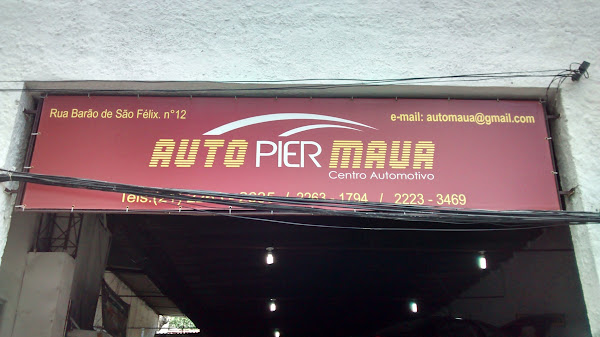 Rua Barão de São Félix. n°12
e-mail: automaua@gmail.com
AUTO PIER MAUA
Centro Automotivo
Tels:(21) / 2263-1794 / 2223-3469